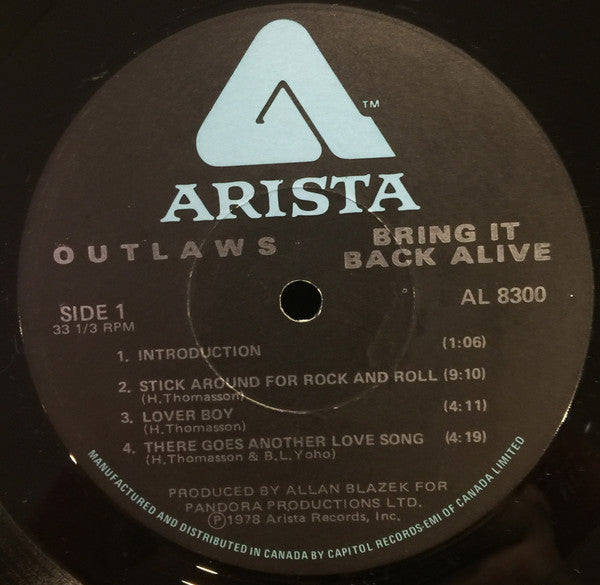 TM
ARISTA
OUTLAWS
BRING IT
BACK ALIVE
SIDE 1
33 1/3 RPM
AL 8300
1. INTRODUCTION (1:06)
2. STICK AROUND FOR ROCK AND ROLL (9:10)
(H.Thomasson)
3. LOVER BOY (4:11)
(H.Thomasson)
4. THERE GOES ANOTHER LOVE SONG (4:19)
(H.Thomasson & B.L.Yoho)
PRODUCED BY ALLAN BLAZEK FOR
PANDORA PRODUCTIONS LTD.
Ⓟ1978 Arista Records, Inc.
MANUFACTURED AND DISTRIBUTED IN CANADA BY CAPITOL RECORDS-EMI OF CANADA LIMITED